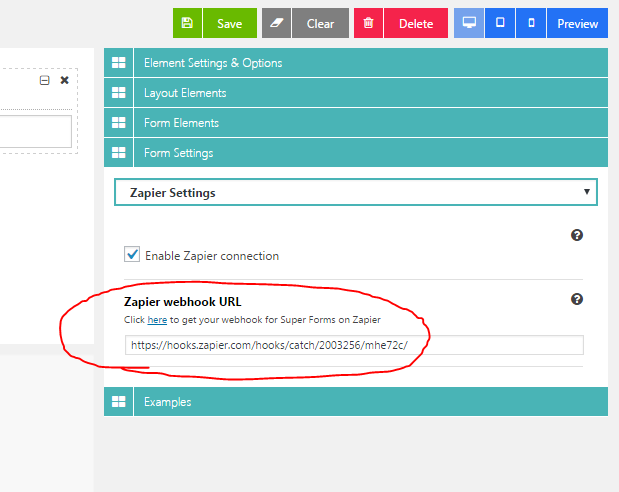 Save
Clear
Delete
Preview
Element Settings & Options
Layout Elements
Form Elements
Form Settings
Zapier Settings
Enable Zapier connection
Zapier webhook URL
Click here to get your webhook for Super Forms on Zapier
https://hooks.zapier.com/hooks/catch/2003256/mhe72c/
Examples